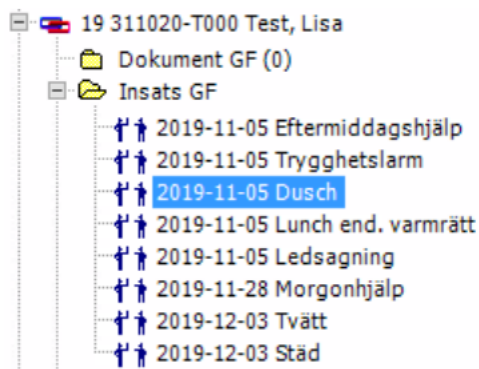 19 311020-T000 Test, Lisa
Dokument GF (0)
Insats GF
2019-11-05 Eftermiddagshjälp
2019-11-05 Trygghetslarm
2019-11-05 Dusch
2019-11-05 Lunch end. varmrätt
2019-11-05 Ledsagning
2019-11-28 Morgonhjälp
2019-12-03 Tvätt
2019-12-03 Städ